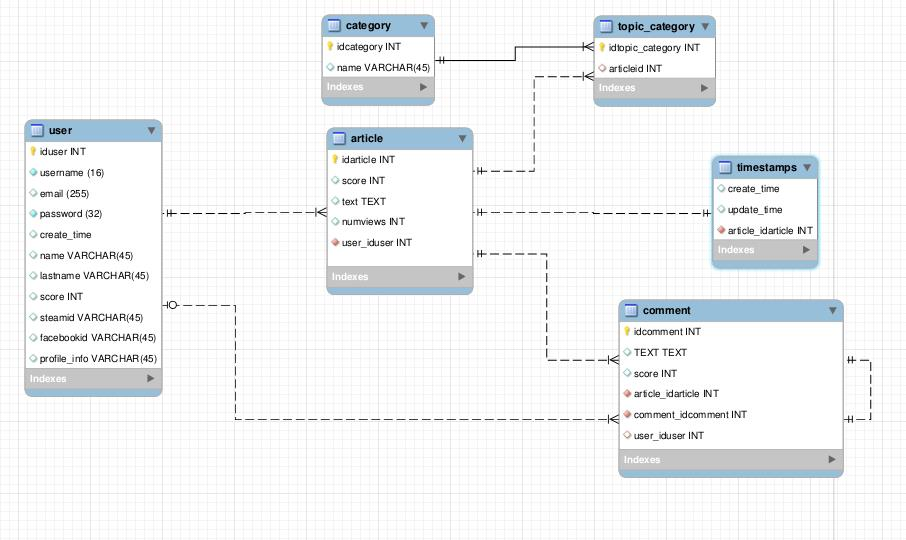 category
idcategory INT
name VARCHAR(45)
Indexes
topic_category
idtopic_category INT
articleid INT
Indexes
user
iduser INT
username (16)
email (255)
password (32)
create_time
name VARCHAR(45)
lastname VARCHAR(45)
score INT
steamid VARCHAR(45)
facebookid VARCHAR(45)
profile_info VARCHAR(45)
Indexes
article
idarticle INT
score INT
text TEXT
numviews INT
user_iduser INT
Indexes
timestamps
create_time
update_time
article_idarticle INT
Indexes
comment
idcomment INT
TEXT TEXT
score INT
article_idarticle INT
comment_idcomment INT
user_iduser INT
Indexes